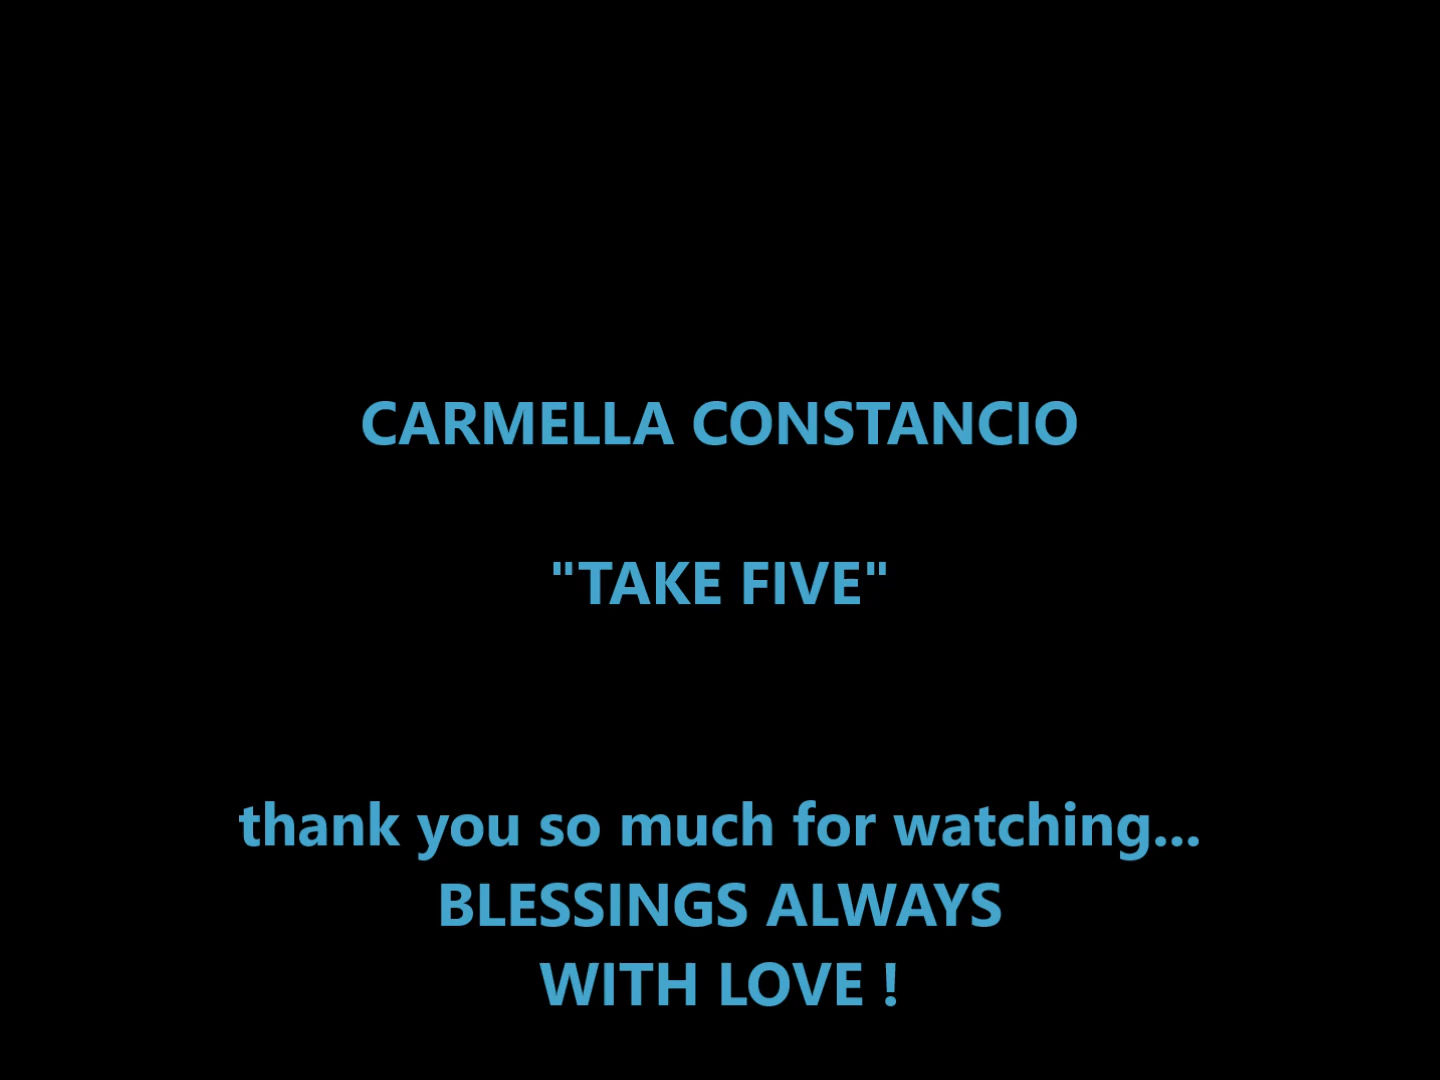 CARMELLA CONSTANCIO
"TAKE FIVE"
thank you so much for watching...
BLESSINGS ALWAYS
WITH LOVE !